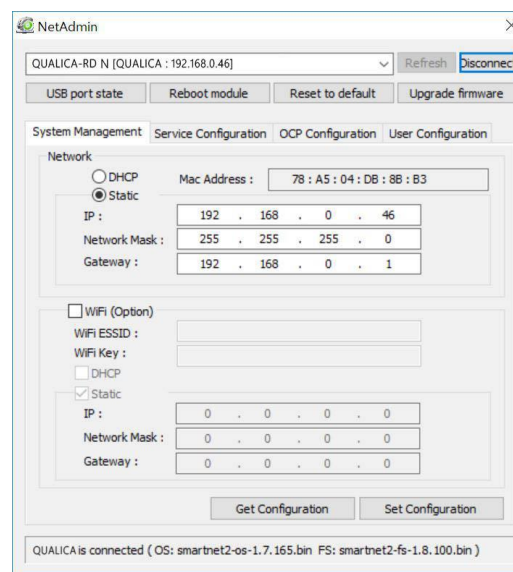 NetAdmin
QUALICA-RD N [QUALICA : 192.168.0.46] Refresh Disconnec
USB port state Reboot module Reset to default Upgrade firmware
System Management Service Configuration OCP Configuration User Configuration
Network
DHCP Mac Address : 78 : A5 : 04 : DB : 8B : B3
Static
IP : 192 . 168 . 0 . 46
Network Mask : 255 . 255 . 255 . 0
Gateway : 192 . 168 . 0 . 1
WiFi (Option)
WiFi ESSID :
WiFi Key :
DHCP
Static
IP : 0 . 0 . 0 . 0
Network Mask : 0 . 0 . 0 . 0
Gateway : 0 . 0 . 0 . 0
Get Configuration Set Configuration
QUALICA is connected ( OS: smartnet2-os-1.7.165.bin FS: smartnet2-fs-1.8.100.bin )